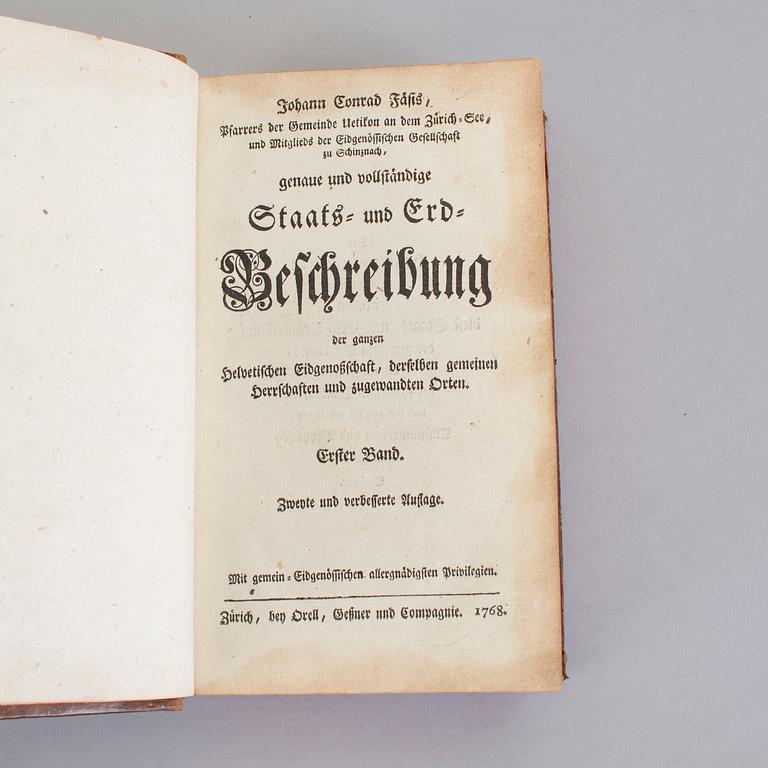 Johann Conrad Fäsis,
Pfarrers der Gemeinde Uetikon an dem Zürich-See,
und Mitglieds der Eidgenössischen Gesellschaft
zu Schinznach,
genaue und vollständige
Staats- und Erd-
Beschreibung
der ganzen
Helvetischen Eidgenoßschaft, derselben gemeinen
Herrschaften und zugewandten Orten.
Erster Band.
Zweyte und verbesserte Auflage.
Mit gemein-Eidgenössischen allergnädigsten Privilegien.
Zürich, bey Orell, Geßner und Compagnie. 1768.